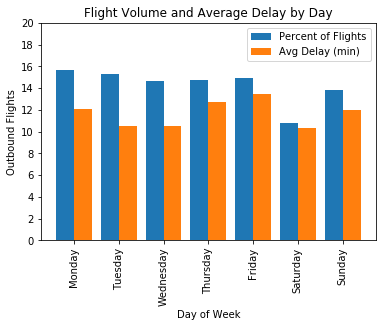 Flight Volume and Average Delay by Day
Percent of Flights
Avg Delay (min)
Outbound Flights
20
18
16
14
12
10
8
6
4
2
0
Monday
Tuesday
Wednesday
Thursday
Friday
Saturday
Sunday
Day of Week